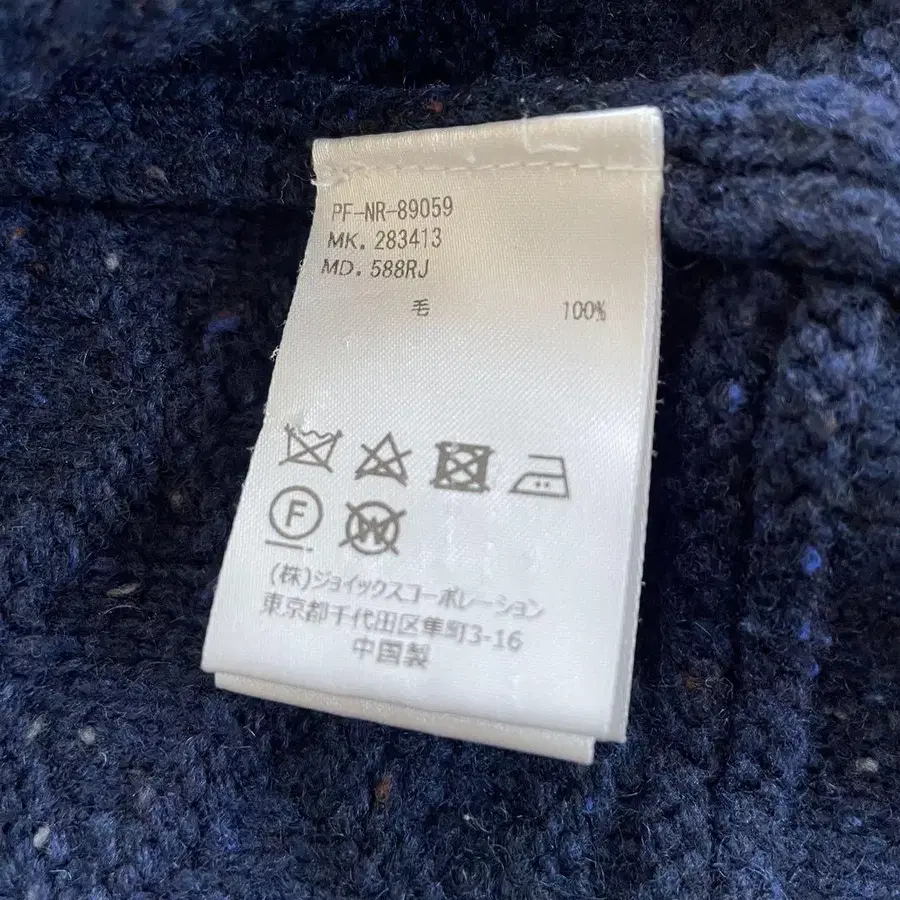 PF-NR-89059
MK. 283413
MD. 588RJ
毛 100%
F
W
(株)ジョイックスコーポレーション
東京都千代田区隼町3-16
中国製